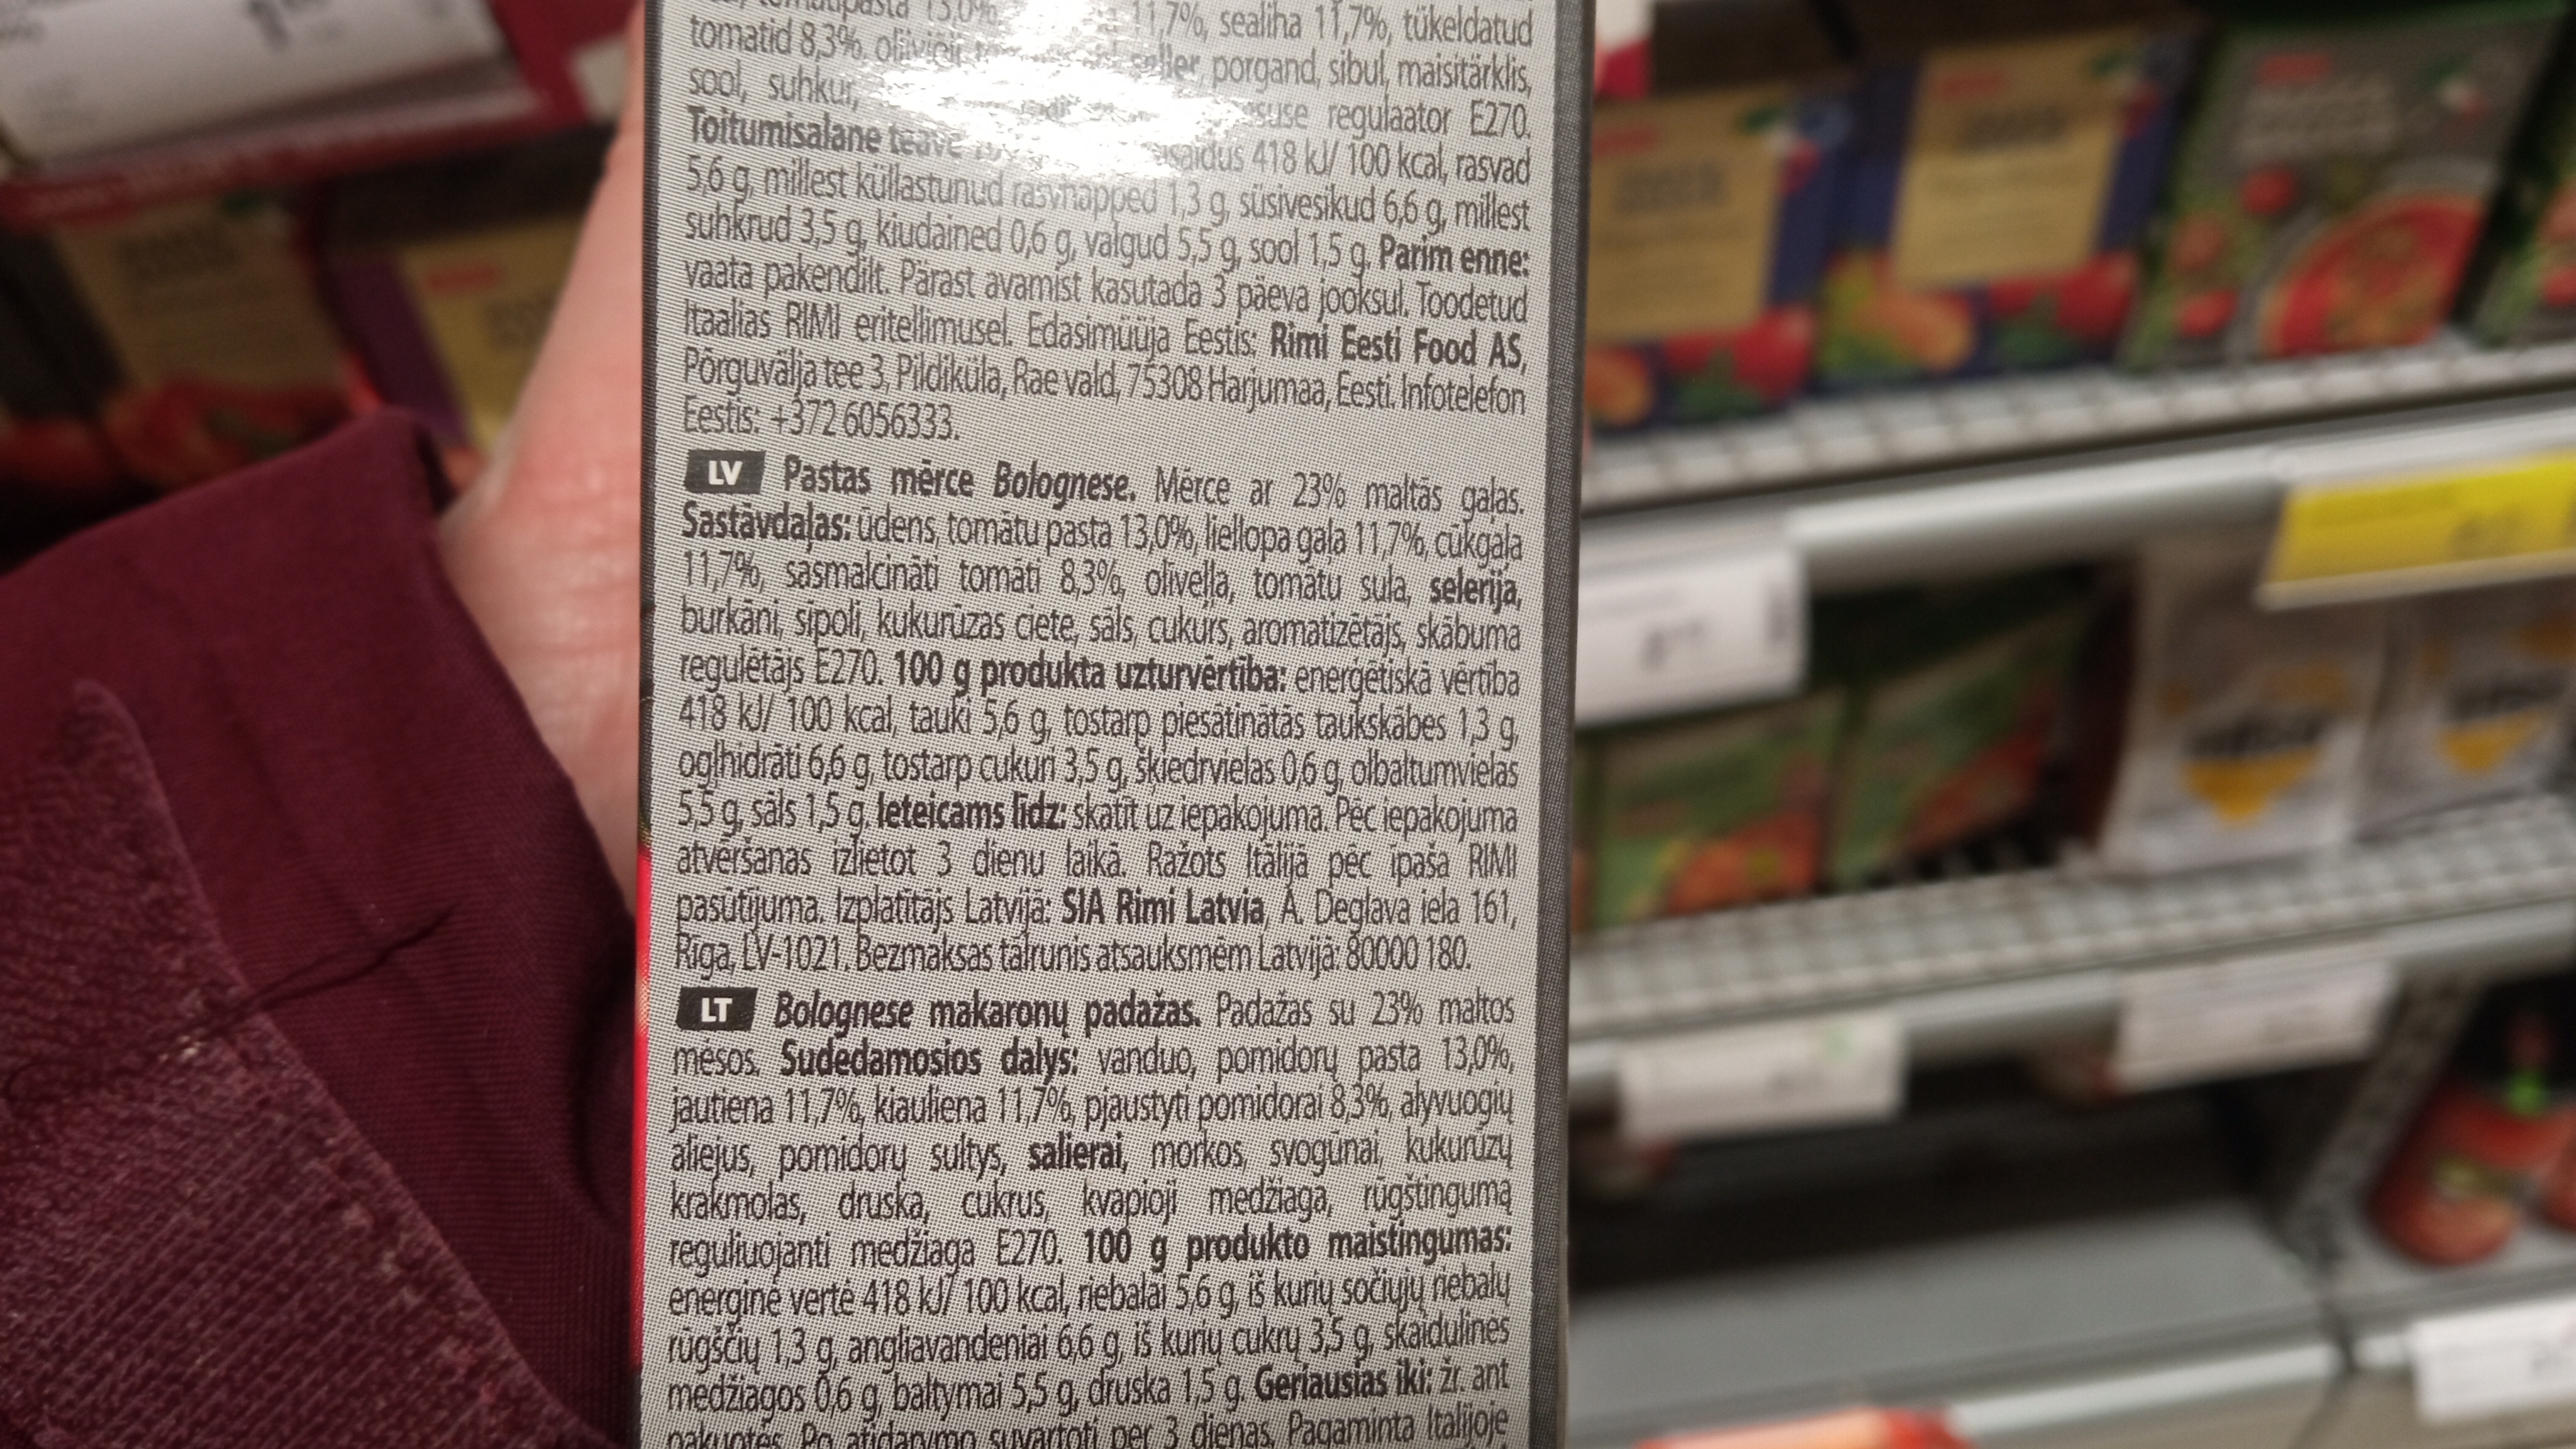 tomatipasta 13,0% 11,7%, sealiha 11,7%, tükeldatud
tomatid 8,3%, oliiviõli, seller, porgand, sibul, maisitärklis,
sool, suhkur, regulaator E270.
Toitumisalane teave 418 kJ/ 100 kcal, rasvad
5,6 g, millest küllastunud rasvhapped 1,3 g, süsivesikud 6,6 g, millest
suhkrud 3,5 g, kiudained 0,6 g, valgud 5,5 g, sool 1,5 g. Parim enne:
vaata pakendilt. Pärast avamist kasutada 3 päeva jooksul. Toodetud
Itaalias RIMI eritellimusel. Edasimüüja Eestis: Rimi Eesti Food AS,
Põrguvälja tee 3, Pildiküla, Rae vald, 75308 Harjumaa, Eesti. Infotelefon
Eestis: +372 6056333.
LV Pastas mērce Bolognese. Mērce ar 23% maltās gaļas.
Sastāvdaļas: ūdens, tomātu pasta 13,0%, liellopa gaļa 11,7%, cūkgaļa
11,7%, sasmalcināti tomāti 8,3%, olīveļļa, tomātu sula, selerija,
burkāni, sīpoli, kukurūzas ciete, sāls, cukurs, aromatizētājs, skābuma
regulētājs E270. 100 g produkta uzturvērtība: enerģētiskā vērtība
418 kJ/ 100 kcal, tauki 5,6 g, tostarp piesātinātās taukskābes 1,3 g,
ogļhidrāti 6,6 g, tostarp cukuri 3,5 g, šķiedrvielas 0,6 g, olbaltumvielas
5,5 g, sāls 1,5 g. Ieteicams līdz: skatīt uz iepakojuma. Pēc iepakojuma
atvēršanas izlietot 3 dienu laikā. Ražots Itālijā pēc īpaša RIMI
pasūtījuma. Izplatītājs Latvijā: SIA Rimi Latvia, A. Deglava iela 161,
Rīga, LV-1021. Bezmaksas tālrunis atsauksmēm Latvijā: 80000 180.
LT Bolognese makaronų padažas. Padažas su 23% maltos
mėsos. Sudedamosios dalys: vanduo, pomidorų pasta 13,0%,
jautiena 11,7%, kiauliena 11,7%, pjaustyti pomidorai 8,3%, alyvuogių
aliejus, pomidorų sultys, salierai, morkos, svogūnai, kukurūzų
krakmolas, druska, cukrus, kvapioji medžiaga, rūgštingumą
reguliuojanti medžiaga E270. 100 g produkto maistingumas:
energinė vertė 418 kJ/ 100 kcal, riebalai 5,6 g, iš kurių sočiųjų riebalų
rūgščių 1,3 g, angliavandeniai 6,6 g, iš kurių cukrų 3,5 g, skaidulinės
medžiagos 0,6 g, baltymai 5,5 g, druska 1,5 g. Geriausias iki: žr. ant
pakuotės. Po atidarymo suvartoti per 3 dienas. Pagaminta Italijoje